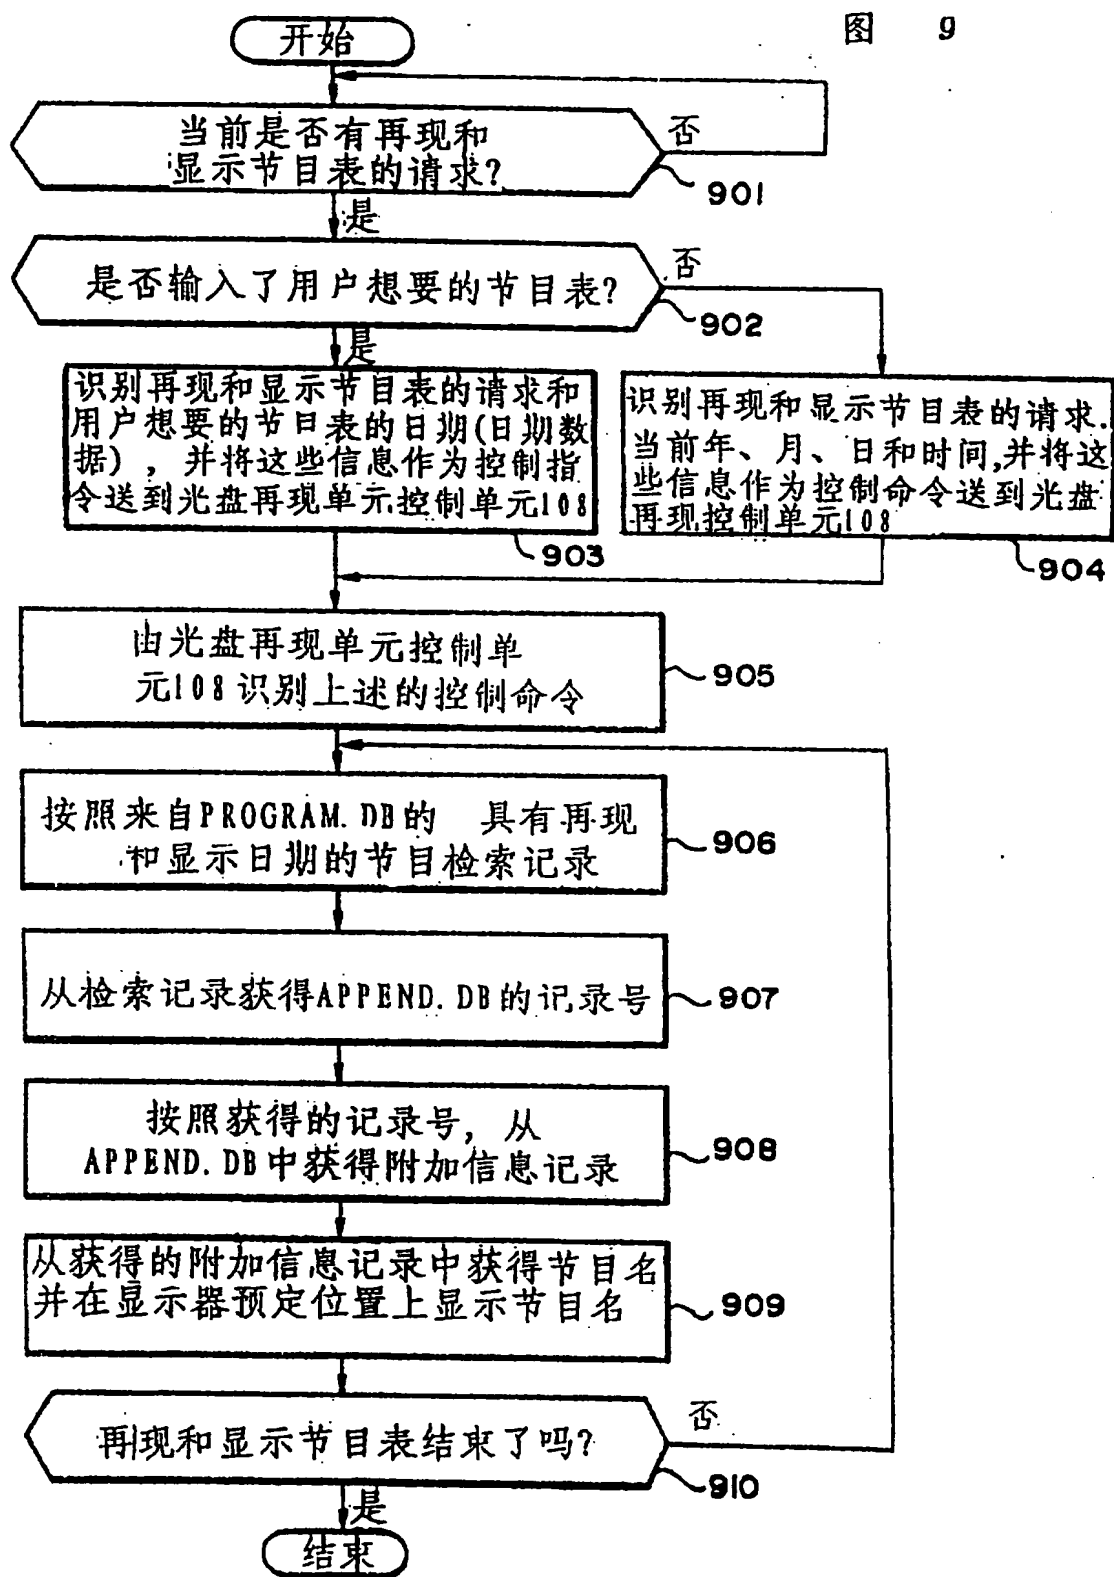 图 9
开始
当前是否有再现和
显示节目表的请求?
否
901
是
是否输入了用户想要的节目表?
否
902
是
识别再现和显示节目表的请求和
用户想要的节目表的日期(日期数
据),并将这些信息作为控制指
令送到光盘再现单元控制单元108
903
识别再现和显示节目表的请求.
当前年、月、日和时间,并将这
些信息作为控制命令送到光盘
再现控制单元108
904
由光盘再现单元控制单
元108识别上述的控制命令
905
按照来自PROGRAM.DB的 具有再现
和显示日期的节目检索记录
906
从检索记录获得APPEND.DB的记录号
907
按照获得的记录号,从
APPEND.DB中获得附加信息记录
908
从获得的附加信息记录中获得节目名
并在显示器预定位置上显示节目名
909
再现和显示节目表结束了吗?
否
910
是
结束